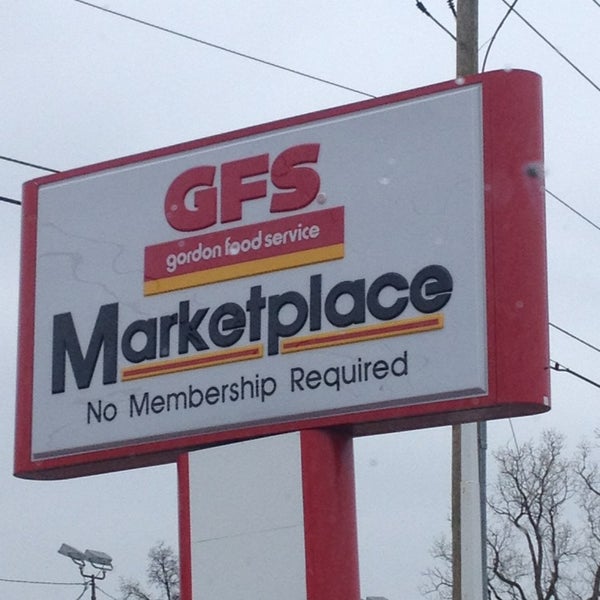 GFS
gordon food service
Marketplace
No Membership Required